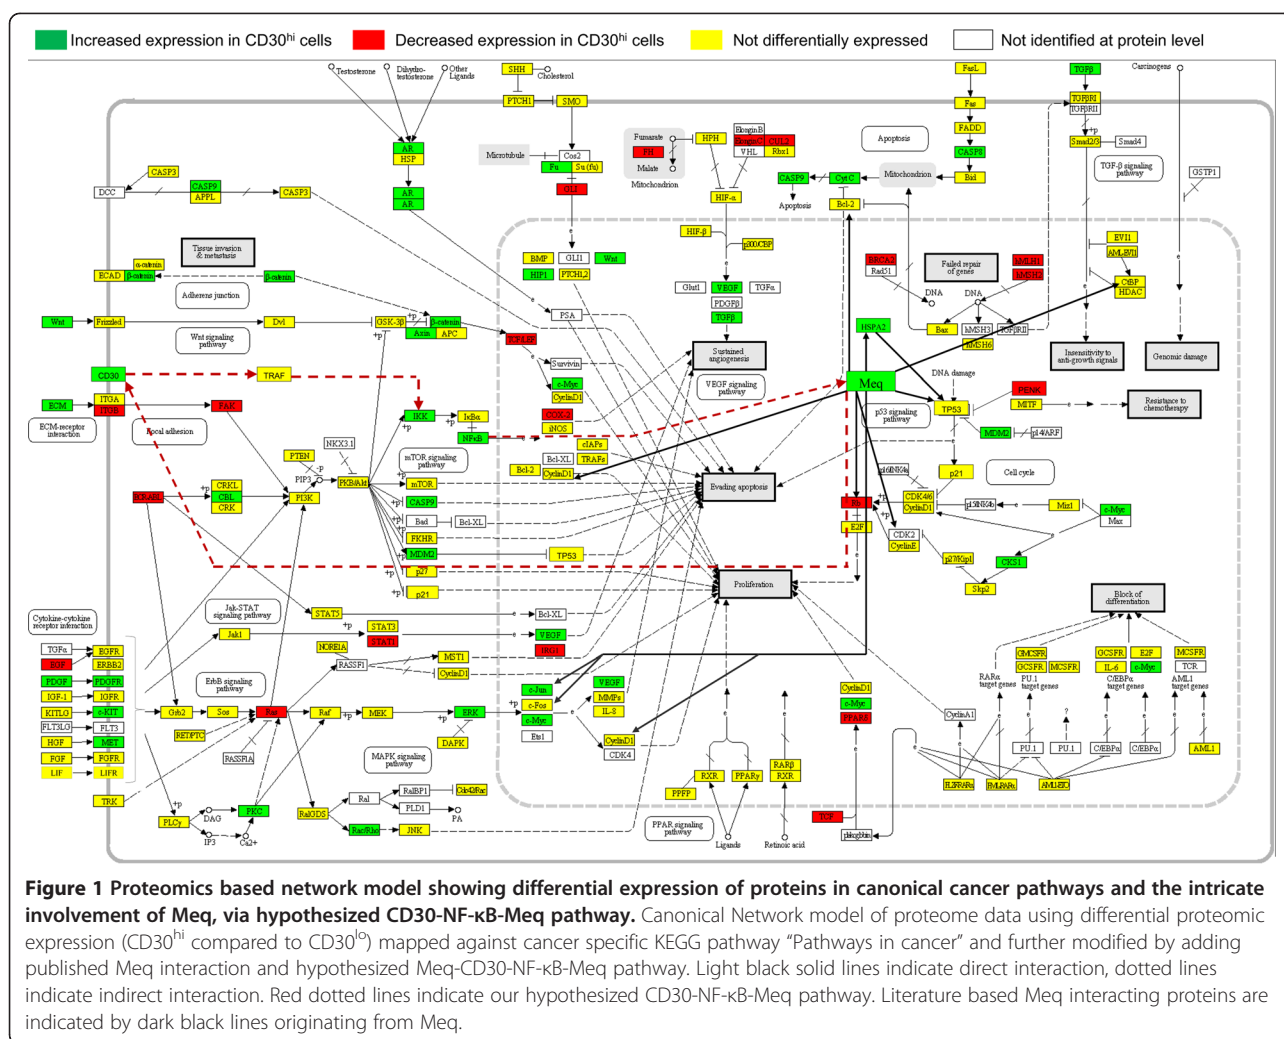 Increased expression in CD30hi cells
Decreased expression in CD30hi cells
Not differentially expressed
Not identified at protein level
Testosterone
Dihydro-
testosterone
Other
Ligands
SHH
Cholesterol
PTCH1
SMO
AR
HSP
AR
AR
Microtubule
Cos2
Fu
Su (fu)
GLI
Fumarate
FH
Malate
Mitochondrion
HPH
ElonginB
VHL
Rbx1
HIF-α
Apoptosis
FasL
Fas
FADD
CASP8
Bid
Mitochondrion
CytC
CASP9
Apoptosis
Bcl-2
TGFβ
TGFβRI
TGFβRII
+p
Smad2/3
Smad4
TGF-β signaling
pathway
Carcinogens
GSTP1
DCC
CASP3
CASP9
APPL
CASP3
Tissue invasion
& metastasis
α-catenin
ECAD
β-catenin
β-catenin
Adherens junction
Wnt
Frizzled
Dvl
GSK-3β
β-catenin
Axin
APC
Wnt signaling
pathway
BMP
GLI1
Wnt
HIP1
PTCH1,2
PSA
Survivin
c-Myc
CyclinD1
COX-2
iNOS
HIF-β
p300/CBP
Glut1
VEGF
TGFα
PDGFβ
TGFβ
Sustained
angiogenesis
VEGF signaling
pathway
BRCA2
Rad51
DNA
Failed repair
of genes
hMLH1
hMSH2
DNA
Bax
hMSH3
TGFβRII
hMSH6
EVI1
AML-EVI1
CtBP
HDAC
Insensitivity to
anti-growth signals
Genomic damage
HSPA2
Meq
DNA damage
PENK
MITF
Resistance to
chemotherapy
TP53
p53 signaling
pathway
MDM2
p14/ARF
CD30
TRAF
ECM
ITGA
ITGB
FAK
ECM-receptor
interaction
Focal adhesion
IKK
IκBα
NFκB
NKX3.1
PTEN
PIP3
mTOR signaling
pathway
cIAPs
Bcl-XL
TRAFs
Bcl-2
CyclinD1
Evading apoptosis
p21
Cell cycle
CRKL
CBL
CRK
PI3K
PKB/Akt
mTOR
CASP9
Bad
Bcl-XL
FKHR
MDM2
TP53
p27
p21
p16/INK4a
CDK4/6
CyclinD1
p15/INK4b
Miz1
c-Myc
Max
E2F
CDK2
CyclinE
p27/Kip1
CKS1
Skp2
Proliferation
Block of
differentiation
Cytokine-cytokine
receptor interaction
Jak-STAT
signaling pathway
STAT5
Bcl-XL
Jak1
STAT3
STAT1
VEGF
TGFα
EGF
EGFR
ERBB2
PDGF
PDGFR
IGF-1
IGFR
KITLG
c-KIT
FLT3LG
FLT3
HGF
MET
FGF
FGFR
LIF
LIFR
TRK
ErbB signaling
pathway
NORE1A
RASSF1
MST1
CyclinD1
Grb2
Sos
Ras
Raf
MEK
ERK
RET/PTC
RASSF1A
DAPK
MAPK signaling
pathway
c-Jun
c-Fos
c-Myc
Ets1
VEGF
MMPs
IL-8
CyclinD1
CDK4
CyclinD1
c-Myc
PPARδ
CyclinA1
GMCSFR
GCSFR
MCSFR
GCSFR
E2F
IL-6
c-Myc
MCSFR
TCR
RARα
target genes
PU.1
target genes
C/EBPα
target
genes
AML1
target genes
?
PU.1
PU.1
C/EBPα
C/EBPα
AML1
PLCγ
DAG
IP3
Ca2+
PKC
RalGDS
Ral
RalBP1
Cdc42/Rac
PLD1
PA
Rac/Rho
JNK
PPFP
RXR
PPARγ
RARβ
RXR
PPAR signaling
pathway
Ligands
Retinoic acid
TCF
Figure 1 Proteomics based network model showing differential expression of proteins in canonical cancer pathways and the intricate
involvement of Meq, via hypothesized CD30-NF-κB-Meq pathway. Canonical Network model of proteome data using differential proteomic
expression (CD30hi compared to CD30lo) mapped against cancer specific KEGG pathway “Pathways in cancer” and further modified by adding
published Meq interaction and hypothesized Meq-CD30-NF-κB-Meq pathway. Light black solid lines indicate direct interaction, dotted lines
indicate indirect interaction. Red dotted lines indicate our hypothesized CD30-NF-κB-Meq pathway. Literature based Meq interacting proteins are
indicated by dark black lines originating from Meq.